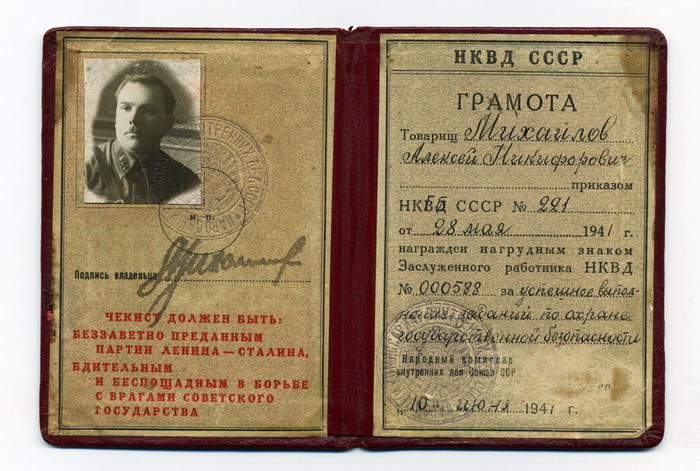 М. П.
Подпись владельца
ЧЕКИСТ ДОЛЖЕН БЫТЬ:
БЕЗЗАВЕТНО ПРЕДАННЫМ
ПАРТИИ ЛЕНИНА—СТАЛИНА,
БДИТЕЛЬНЫМ
И БЕСПОЩАДНЫМ В БОРЬБЕ
С ВРАГАМИ СОВЕТСКОГО
ГОСУДАРСТВА
НКВД СССР
ГРАМОТА
Товарищ Михайлов
Алексей Никифорович
приказом
НКГБ СССР № 221
от 28 мая 1941 г.
награжден нагрудным знаком
Заслуженного работника НКВД
№ 000588 за успешное выпол-
нение заданий по охране
государственной безопасности
Народный комиссар
внутренних дел Союза ССР
„10" июня 1941 г.